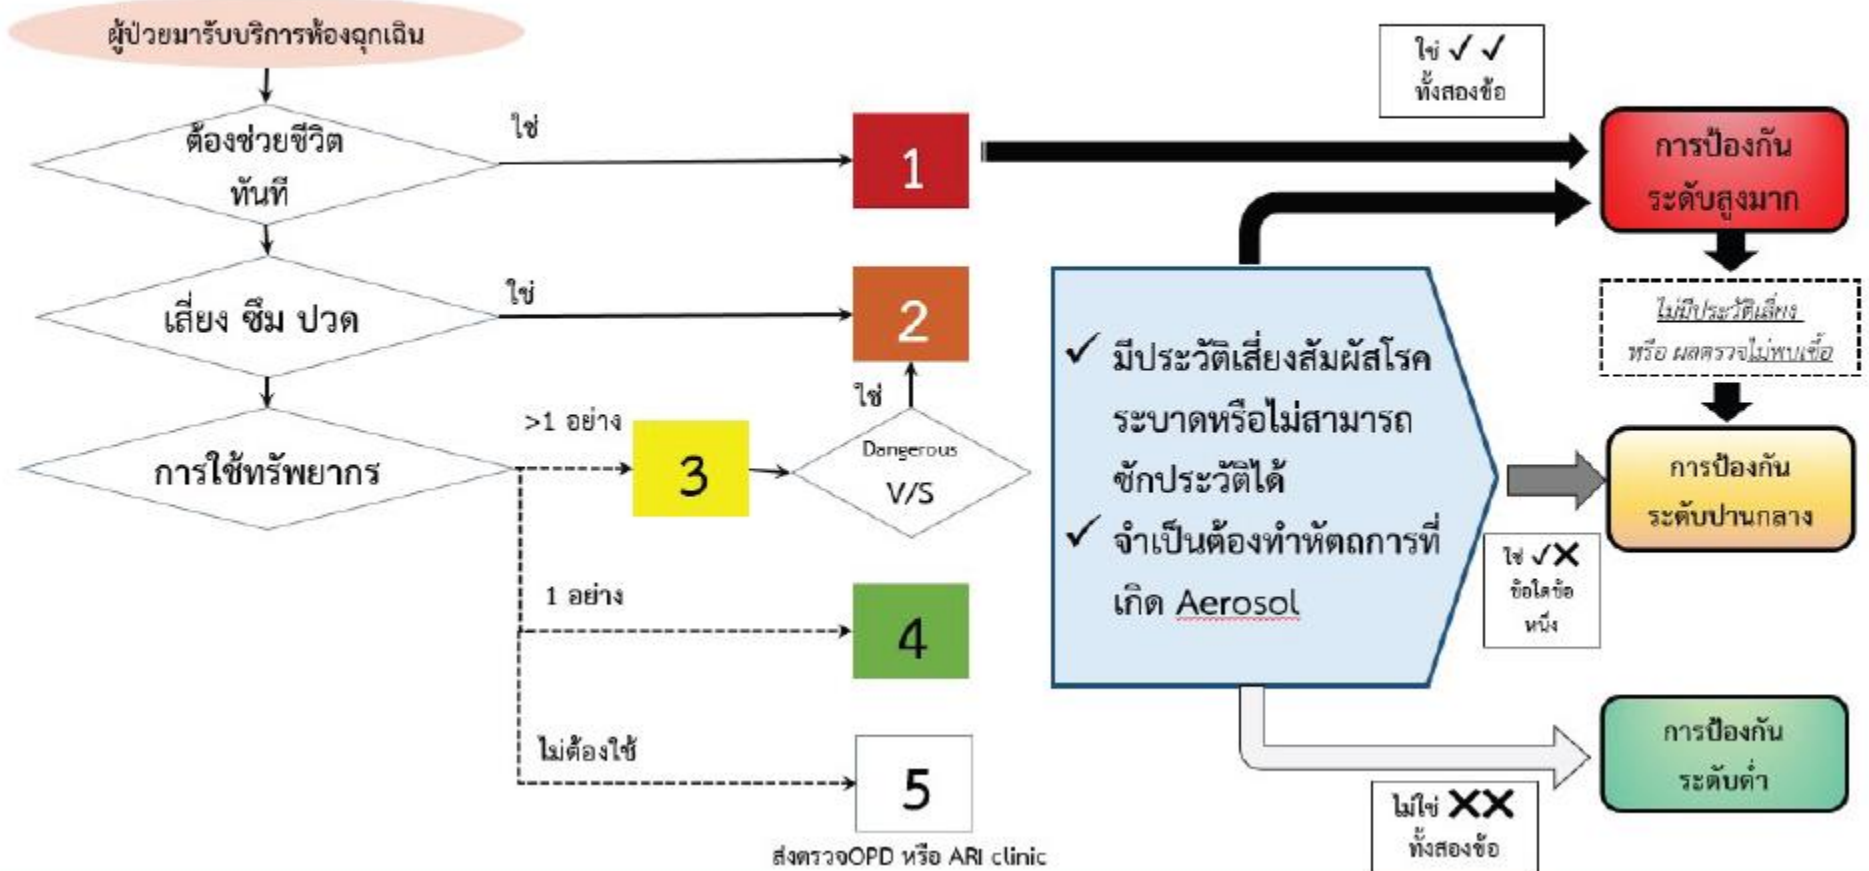 ผู้ป่วยมารับบริการห้องฉุกเฉิน
ต้องช่วยชีวิต
ทันที
ใช่
1
เสี่ยง ซึม ปวด
ใช่
2
การใช้ทรัพยากร
>1 อย่าง
3
ใช่
Dangerous
V/S
1 อย่าง
4
ไม่ต้องใช้
5
ส่งตรวจOPD หรือ ARI clinic
✓ มีประวัติเสี่ยงสัมผัสโรค
ระบาดหรือไม่สามารถ
ซักประวัติได้
✓ จำเป็นต้องทำหัตถการที่
เกิด Aerosol
ใช่ ✓ ✓
ทั้งสองข้อ
การป้องกัน
ระดับสูงมาก
ไม่มีประวัติเสี่ยง
หรือ ผลตรวจไม่พบเชื้อ
การป้องกัน
ระดับปานกลาง
ใช่ ✓✕
ข้อใดข้อ
หนึ่ง
การป้องกัน
ระดับต่ำ
ไม่ใช่ ✕✕
ทั้งสองข้อ